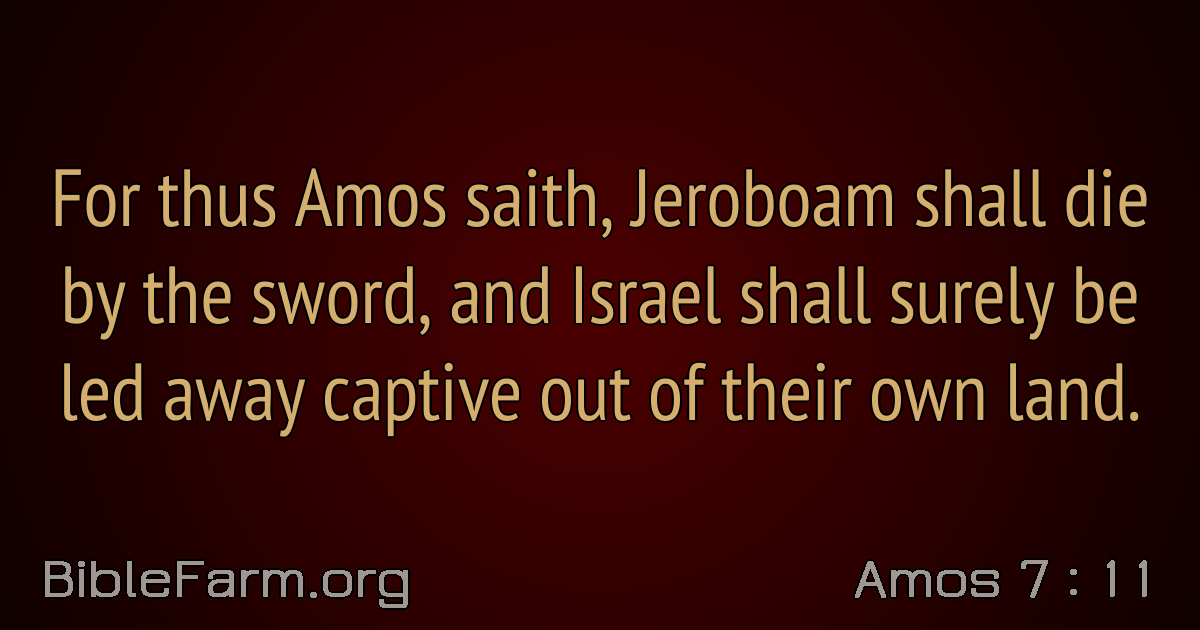 For thus Amos saith, Jeroboam shall die
by the sword, and Israel shall surely be
led away captive out of their own land.
BibleFarm.org
Amos 7 : 11